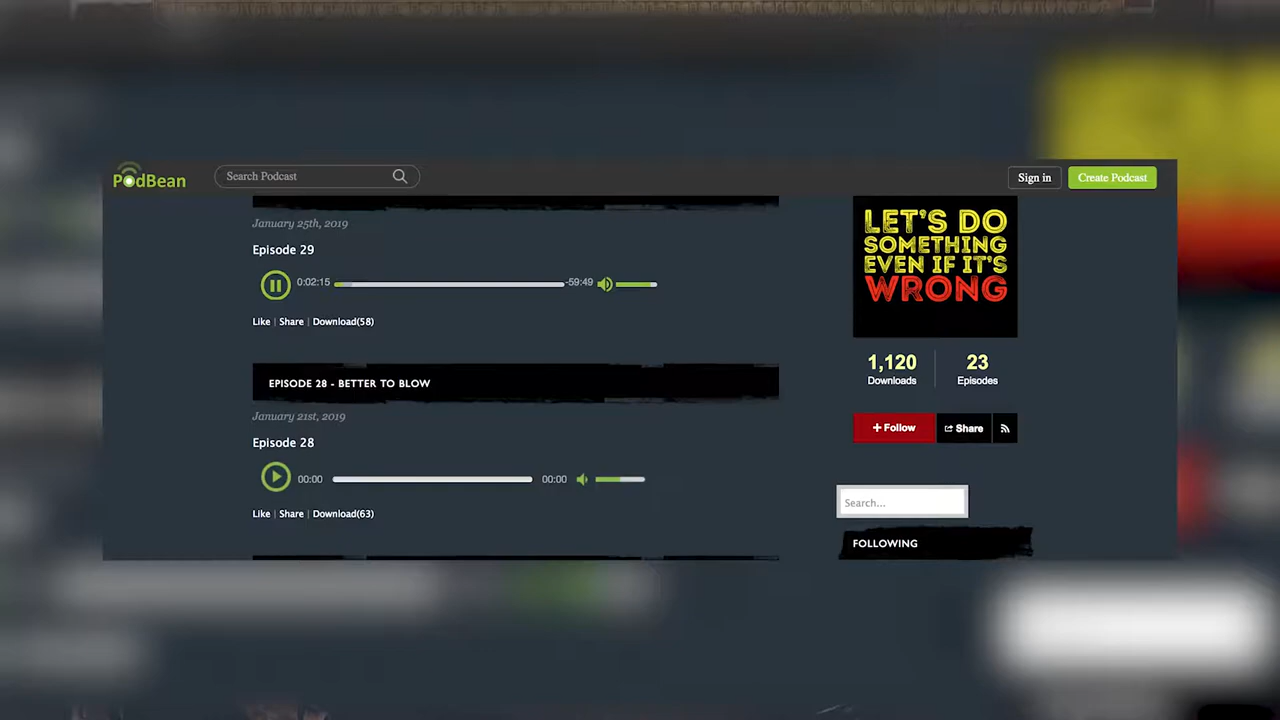 PodBean
Search Podcast
Sign in
Create Podcast
January 25th, 2019
Episode 29
0:02:15
-59:49
Like | Share | Download(58)
EPISODE 28 - BETTER TO BLOW
January 21st, 2019
Episode 28
00:00
00:00
Like | Share | Download(63)
LET'S DO
SOMETHING
EVEN IF IT'S
WRONG
1,120
Downloads
23
Episodes
+ Follow
Share
Search...
FOLLOWING